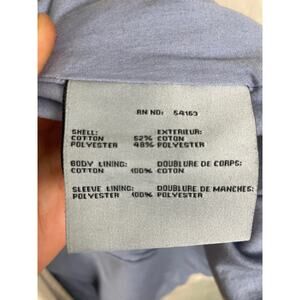 RN NO: 54163
SHELL: EXTERIEUR:
COTTON 52% COTON
POLYESTER 48% POLYESTER
BODY LINING: DOUBLURE DE CORPS:
COTTON 100% COTON
SLEEVE LINING: DOUBLURE DE MANCHES:
POLYESTER 100% POLYESTER